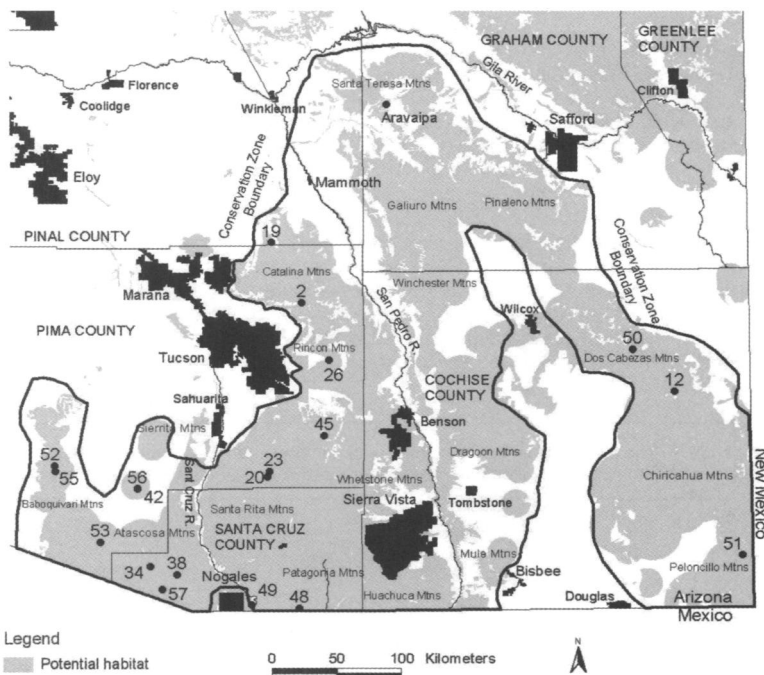 GRAHAM COUNTY
GREENLEE
COUNTY
Gila River
Santa Teresa Mtns
Florence
Coolidge
Winkleman
Clifton
Aravaipa
Safford
Eloy
Conservation Zone
Boundary
Mammoth
Galiuro Mtns
Pinaleno Mtns
PINAL COUNTY
19
Catalina Mtns
Conservation Zone
Boundary
Winchester Mtns
Marana
2
San Pedro R.
Wilcox
PIMA COUNTY
50
Rincon Mtns
Dos Cabezas Mtns
Tucson
26
COCHISE
COUNTY
12
Sahuarita
45
Benson
Sierrita Mtns
Dragoon Mtns
52
55
56
42
23
20
Whetstone Mtns
Chiricahua Mtns
New Mexico
Baboquivari Mtns
Sant Cruz R.
Sierra Vista
Tombstone
Santa Rita Mtns
SANTA CRUZ
COUNTY
53
Atascosa Mtns
Mule Mtns
51
34
38
Patagonia Mtns
Peloncillo Mtns
Nogales
Bisbee
57
49
48
Huachuca Mtns
Douglas
Arizona
Mexico
Legend
Potential habitat
0 50 100 Kilometers
N